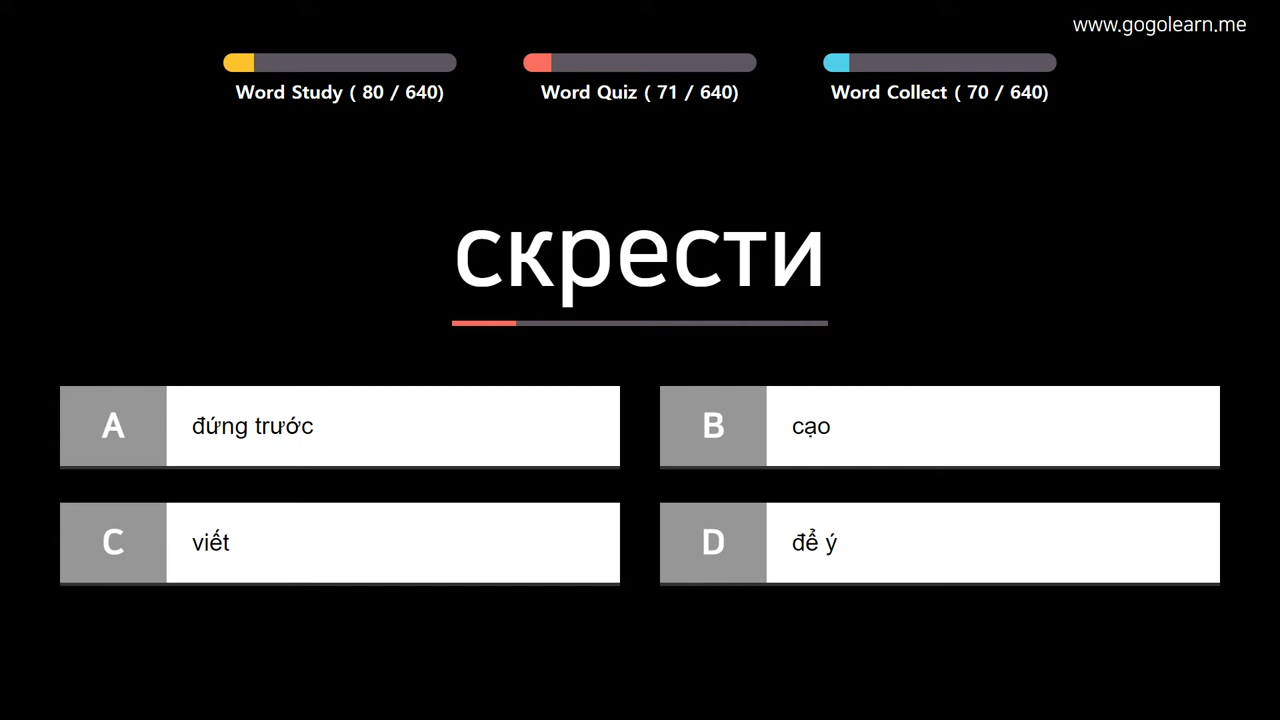 www.gogolearn.me
Word Study ( 80 / 640)
Word Quiz ( 71 / 640)
Word Collect ( 70 / 640)
скрести
A đứng trước
B cạo
C viết
D để ý